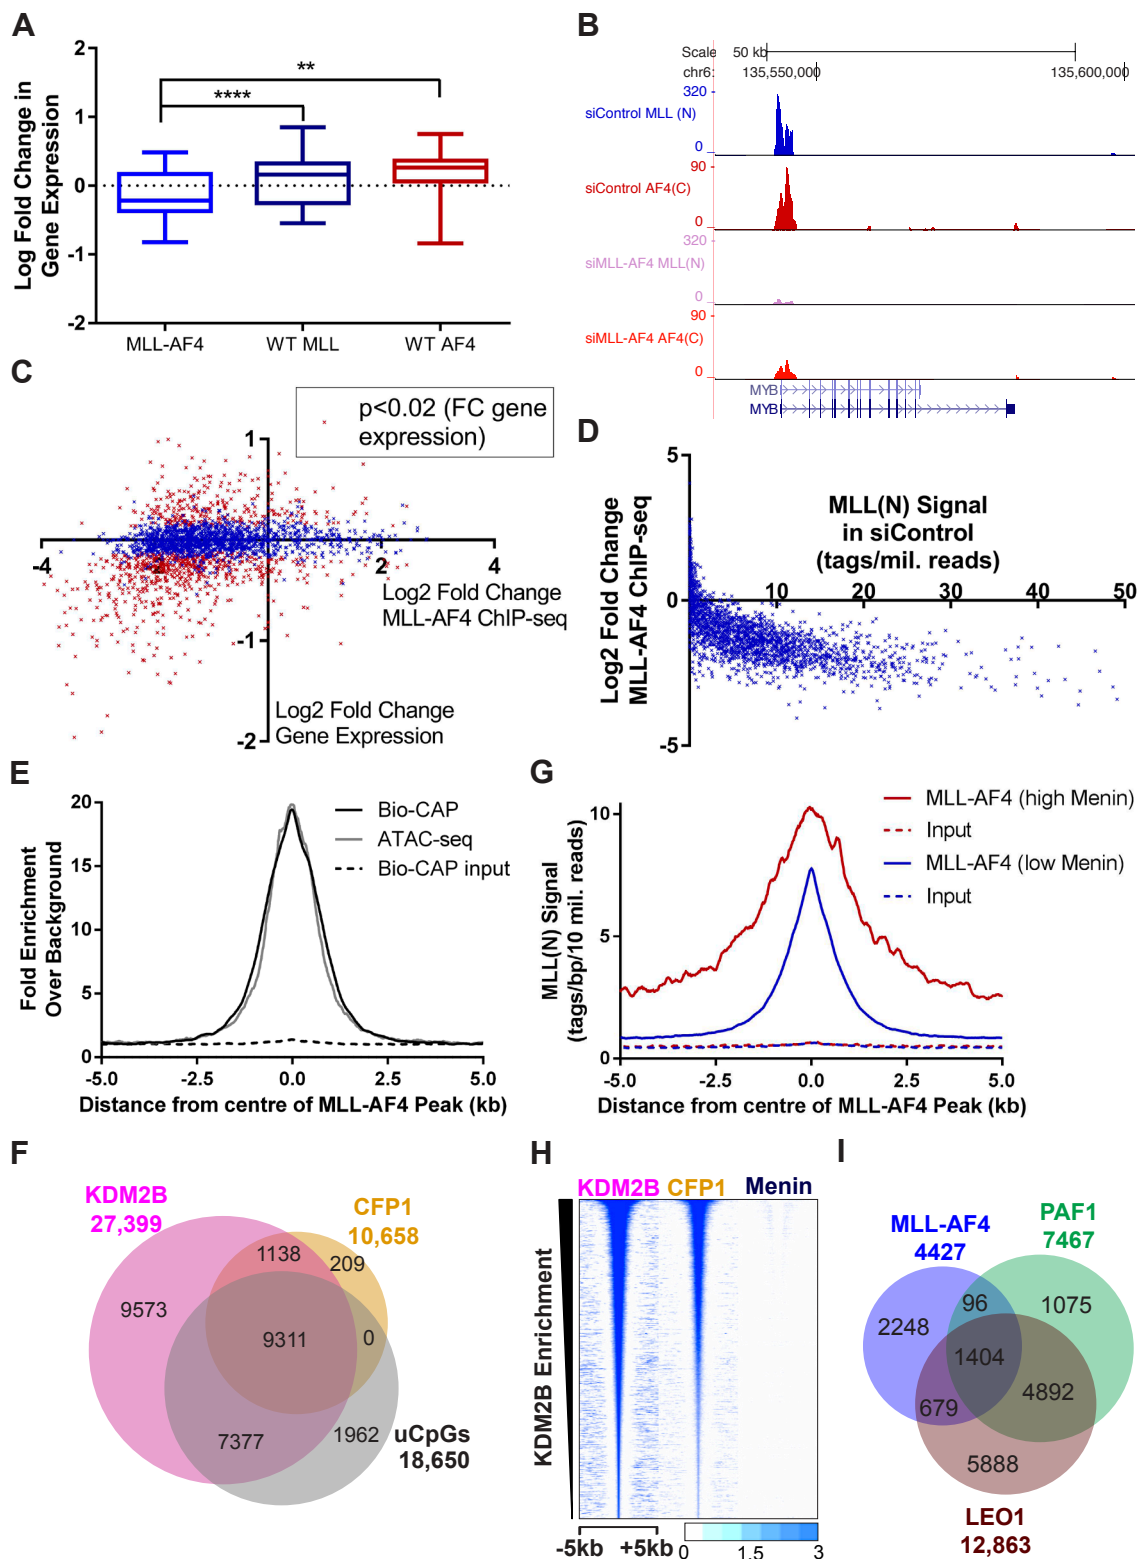 A
2
1
0
-1
-2
Log Fold Change in
Gene Expression
**
****
MLL-AF4
WT MLL
WT AF4
B
Scale
50 kb
chr6:
135,550,000
135,600,000
320
siControl MLL (N)
0
90
siControl AF4(C)
0
320
siMLL-AF4 MLL(N)
0
90
siMLL-AF4 AF4(C)
0
MYB
MYB
C
p<0.02 (FC gene
expression)
1
-4
-2
2
4
Log2 Fold Change
MLL-AF4 ChIP-seq
-1
Log2 Fold Change
Gene Expression
-2
D
5
MLL(N) Signal
in siControl
(tags/mil. reads)
0
10
20
30
40
50
-5
Log2 Fold Change
MLL-AF4 ChIP-seq
E
20
15
10
5
0
Fold Enrichment
Over Background
Bio-CAP
ATAC-seq
Bio-CAP input
-5.0
-2.5
0.0
2.5
5.0
Distance from centre of MLL-AF4 Peak (kb)
G
10
5
0
MLL(N) Signal
(tags/bp/10 mil. reads)
MLL-AF4 (high Menin)
Input
MLL-AF4 (low Menin)
Input
-5.0
-2.5
0.0
2.5
5.0
Distance from centre of MLL-AF4 Peak (kb)
F
KDM2B
27,399
CFP1
10,658
1138
209
9573
9311
0
7377
1962
uCpGs
18,650
H
KDM2B
CFP1
Menin
KDM2B Enrichment
-5kb
+5kb
0
1.5
3
I
MLL-AF4
4427
PAF1
7467
96
1075
2248
1404
4892
679
5888
LEO1
12,863